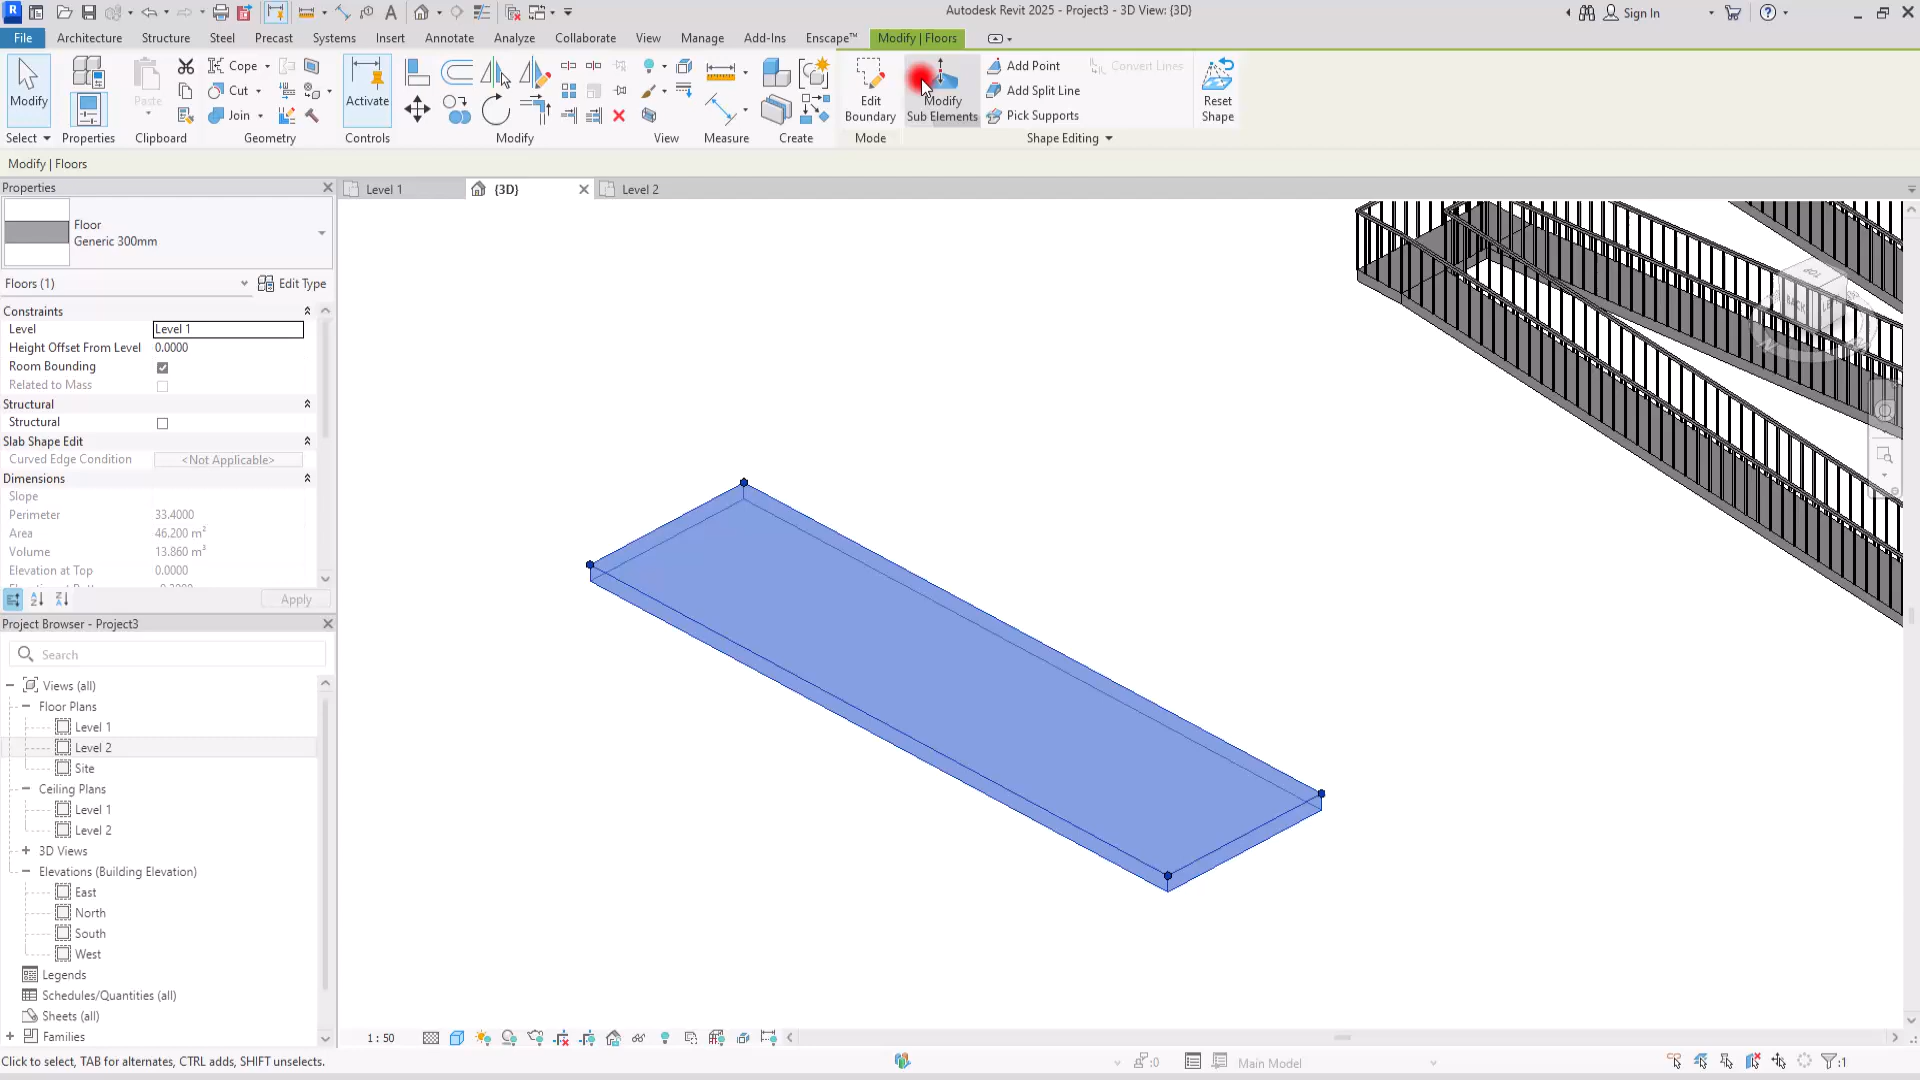 Autodesk Revit 2025 - Project3 - 3D View: {3D}
Sign In
File
Architecture
Structure
Steel
Precast
Systems
Insert
Annotate
Analyze
Collaborate
View
Manage
Add-Ins
Enscape™
Modify | Floors
Modify
Paste
Cope
Cut
Join
Activate
Edit
Boundary
Modify
Sub Elements
Add Point
Add Split Line
Pick Supports
Convert Lines
Reset
Shape
Select
Properties
Clipboard
Geometry
Controls
Modify
View
Measure
Create
Mode
Shape Editing
Modify | Floors
Properties
Level 1
{3D}
Level 2
Floor
Generic 300mm
Floors (1)
Edit Type
Constraints
Level
Level 1
Height Offset From Level
0.0000
Room Bounding
Related to Mass
Structural
Structural
Slab Shape Edit
Curved Edge Condition
<Not Applicable>
Dimensions
Slope
Perimeter
33.4000
Area
46.200 m²
Volume
13.860 m³
Elevation at Top
0.0000
Apply
Project Browser - Project3
Search
Views (all)
Floor Plans
Level 1
Level 2
Site
Ceiling Plans
Level 1
Level 2
3D Views
Elevations (Building Elevation)
East
North
South
West
Legends
Schedules/Quantities (all)
Sheets (all)
Families
TOP
BACK
1 : 50
Click to select, TAB for alternates, CTRL adds, SHIFT unselects.
:0
Main Model
:1